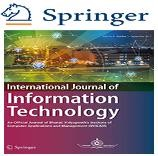 Springer
International Journal of
Information
Technology
An Official Journal of Bharati Vidyapeeth's Institute of
Computer Applications and Management (BVICAM)
Springer